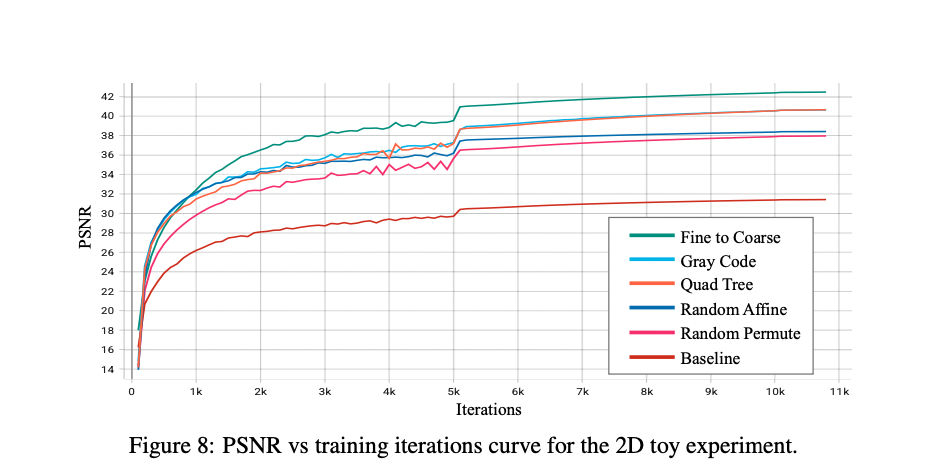 42
40
38
36
34
32
30
28
26
24
22
20
18
16
14
PSNR
0 1k 2k 3k 4k 5k 6k 7k 8k 9k 10k 11k
Iterations
Fine to Coarse
Gray Code
Quad Tree
Random Affine
Random Permute
Baseline
Figure 8: PSNR vs training iterations curve for the 2D toy experiment.